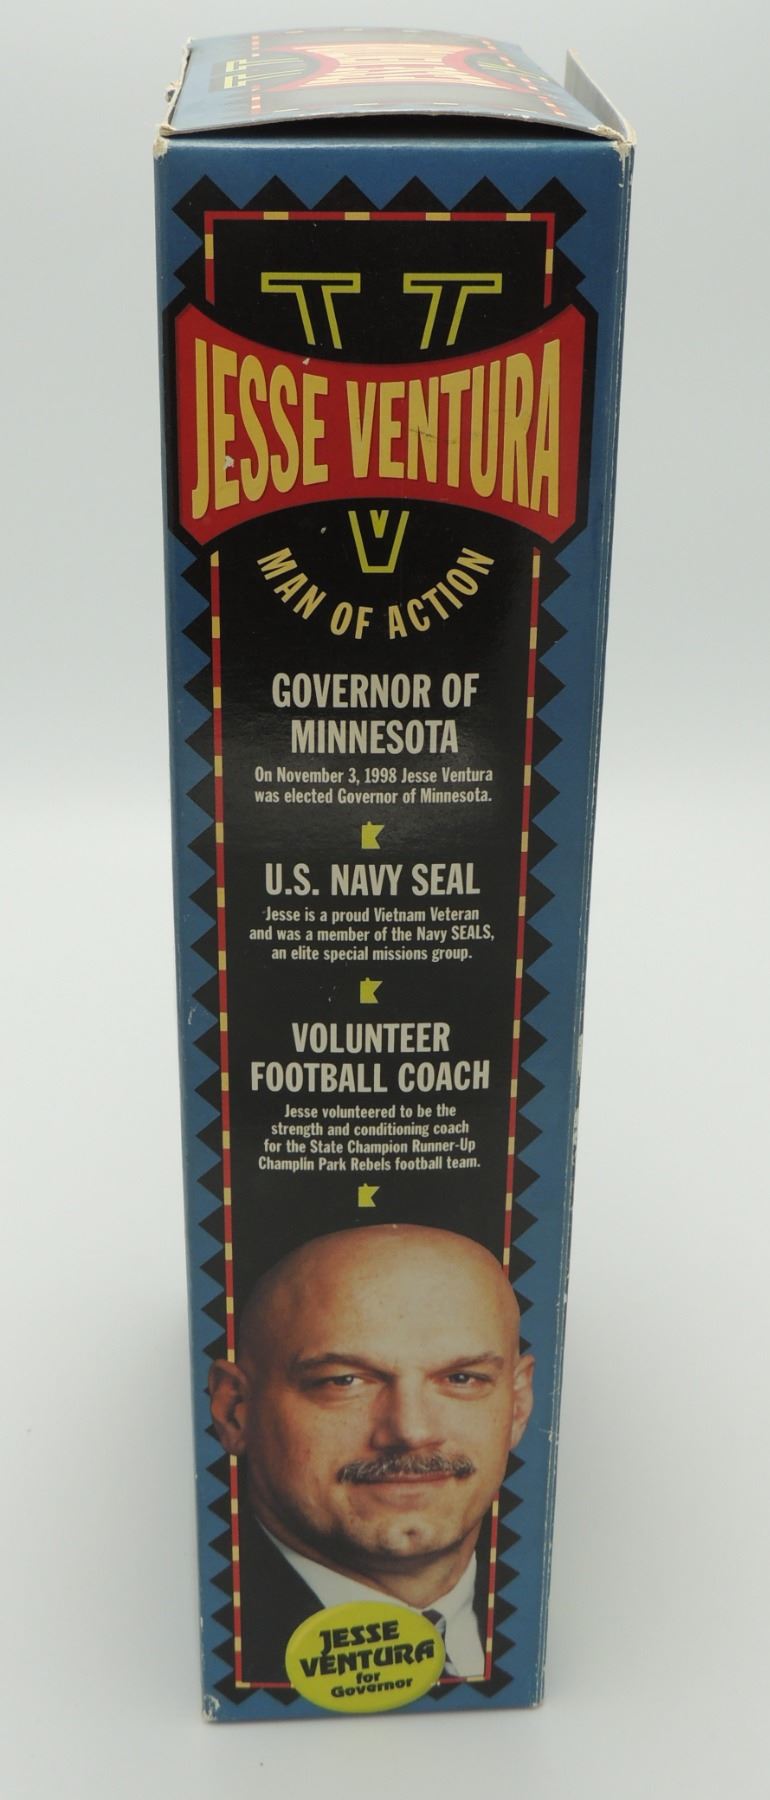 JESSE VENTURA
MAN OF ACTION
GOVERNOR OF
MINNESOTA
On November 3, 1998 Jesse Ventura
was elected Governor of Minnesota.
U.S. NAVY SEAL
Jesse is a proud Vietnam Veteran
and was a member of the Navy SEALS,
an elite special missions group.
VOLUNTEER
FOOTBALL COACH
Jesse volunteered to be the
strength and conditioning coach
for the State Champion Runner-Up
Champlin Park Rebels football team.
JESSE
VENTURA
for
Governor